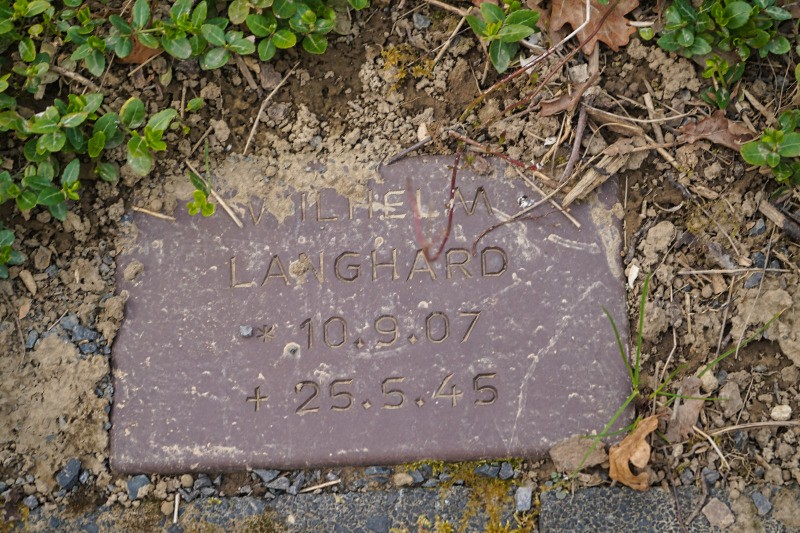 WILHELM
LANGHARD
* 10.9.07
+ 25.5.45